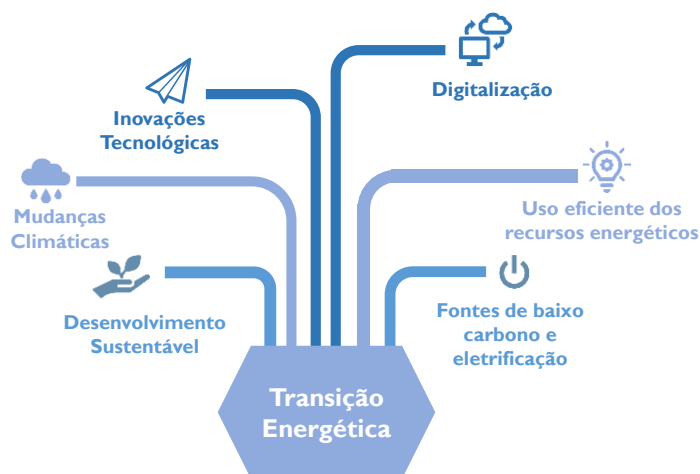 Digitalização
Inovações
Tecnológicas
Mudanças
Climáticas
Uso eficiente dos
recursos energéticos
Desenvolvimento
Sustentável
Fontes de baixo
carbono e
eletrificação
Transição
Energética